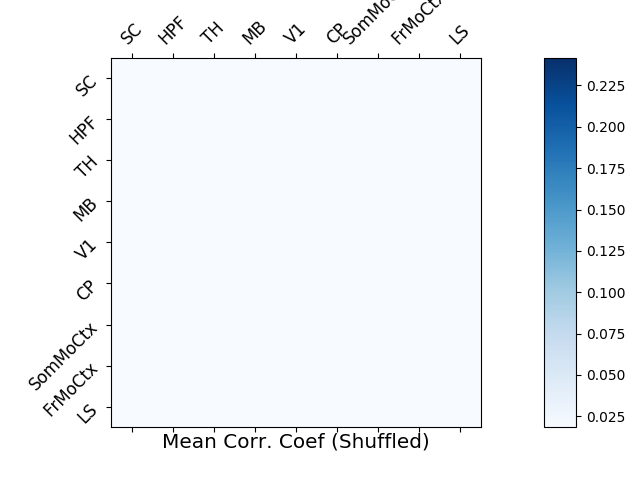 SC
HPF
TH
MB
V1
CP
FrMoCtx
LS
SC
HPF
TH
MB
V1
CP
SomMoCtx
FrMoCtx
LS
0.225
0.200
0.175
0.150
0.125
0.100
0.075
0.050
0.025
Mean Corr. Coef (Shuffled)